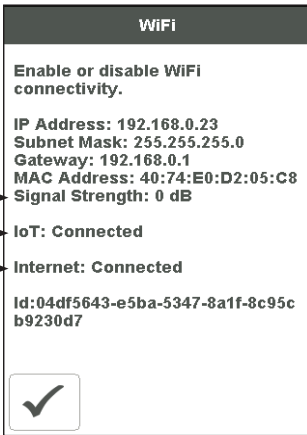 WiFi
Enable or disable WiFi
connectivity.
IP Address: 192.168.0.23
Subnet Mask: 255.255.255.0
Gateway: 192.168.0.1
MAC Address: 40:74:E0:D2:05:C8
Signal Strength: 0 dB
IoT: Connected
Internet: Connected
Id:04df5643-e5ba-5347-8a1f-8c95c
b9230d7